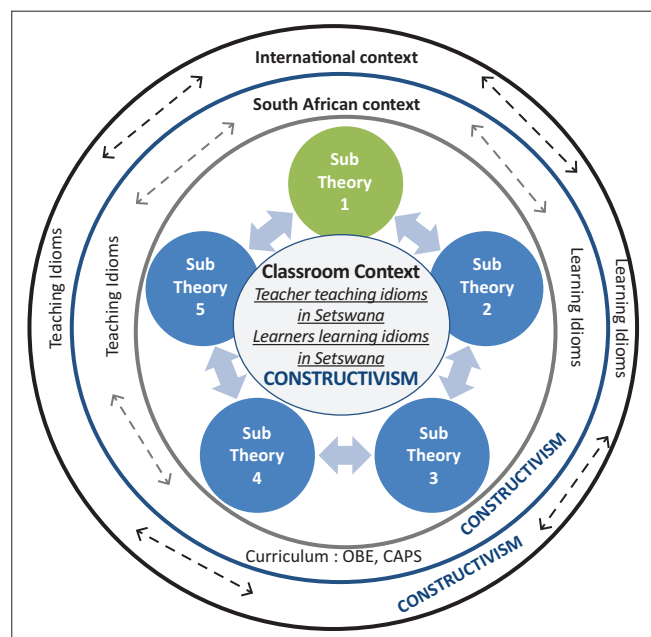 International context
South African context
Sub
Theory
1
Sub
Theory
5
Sub
Theory
2
Classroom Context
Teacher teaching idioms
in Setswana
Learners learning idioms
in Setswana
CONSTRUCTIVISM
Teaching Idioms
Teaching Idioms
Learning Idioms
Learning Idioms
Sub
Theory
4
Sub
Theory
3
CONSTRUCTIVISM
Curriculum : OBE, CAPS
CONSTRUCTIVISM